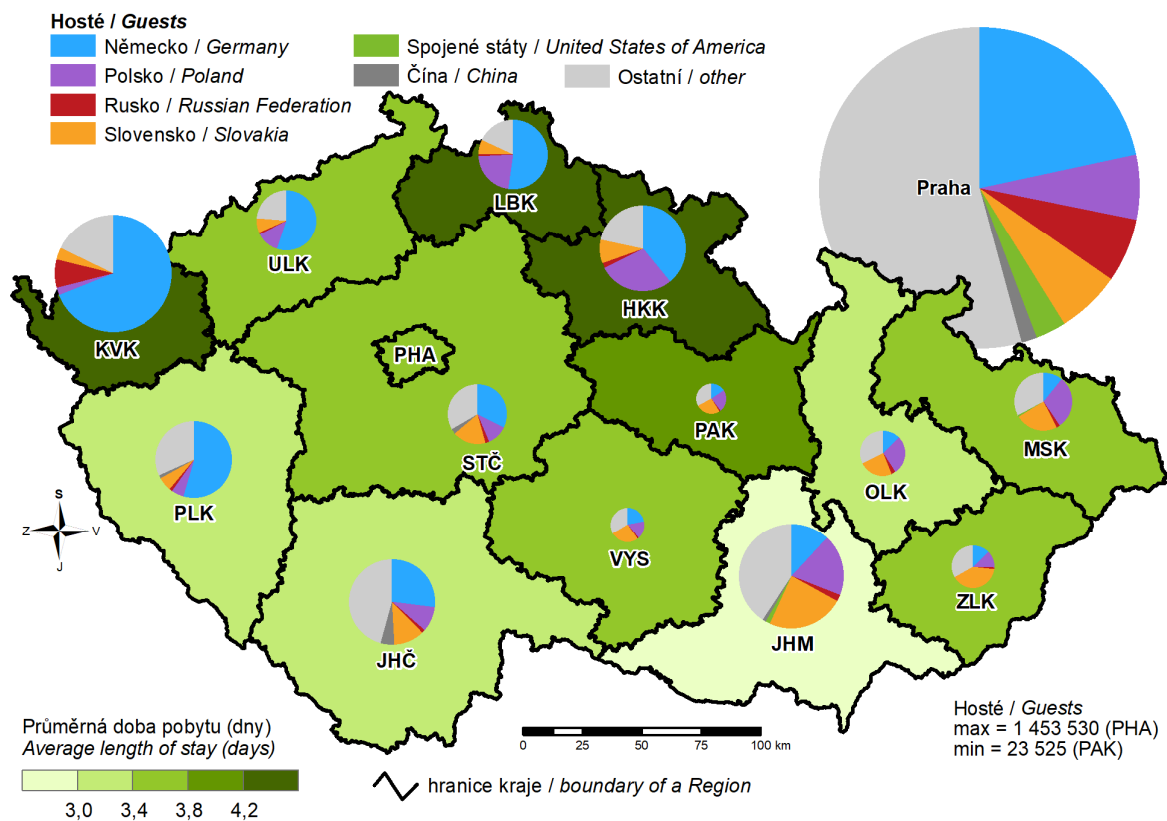 Hosté / Guests
Německo / Germany
Polsko / Poland
Rusko / Russian Federation
Slovensko / Slovakia
Spojené státy / United States of America
Čína / China
Ostatní / other
Praha
LBK
ULK
HKK
KVK
PHA
PAK
MSK
STČ
OLK
PLK
S
Z
V
J
VYS
ZLK
JHM
JHČ
Průměrná doba pobytu (dny)
Average length of stay (days)
3,0 3,4 3,8 4,2
0 25 50 75 100 km
hranice kraje / boundary of a Region
Hosté / Guests
max = 1 453 530 (PHA)
min = 23 525 (PAK)